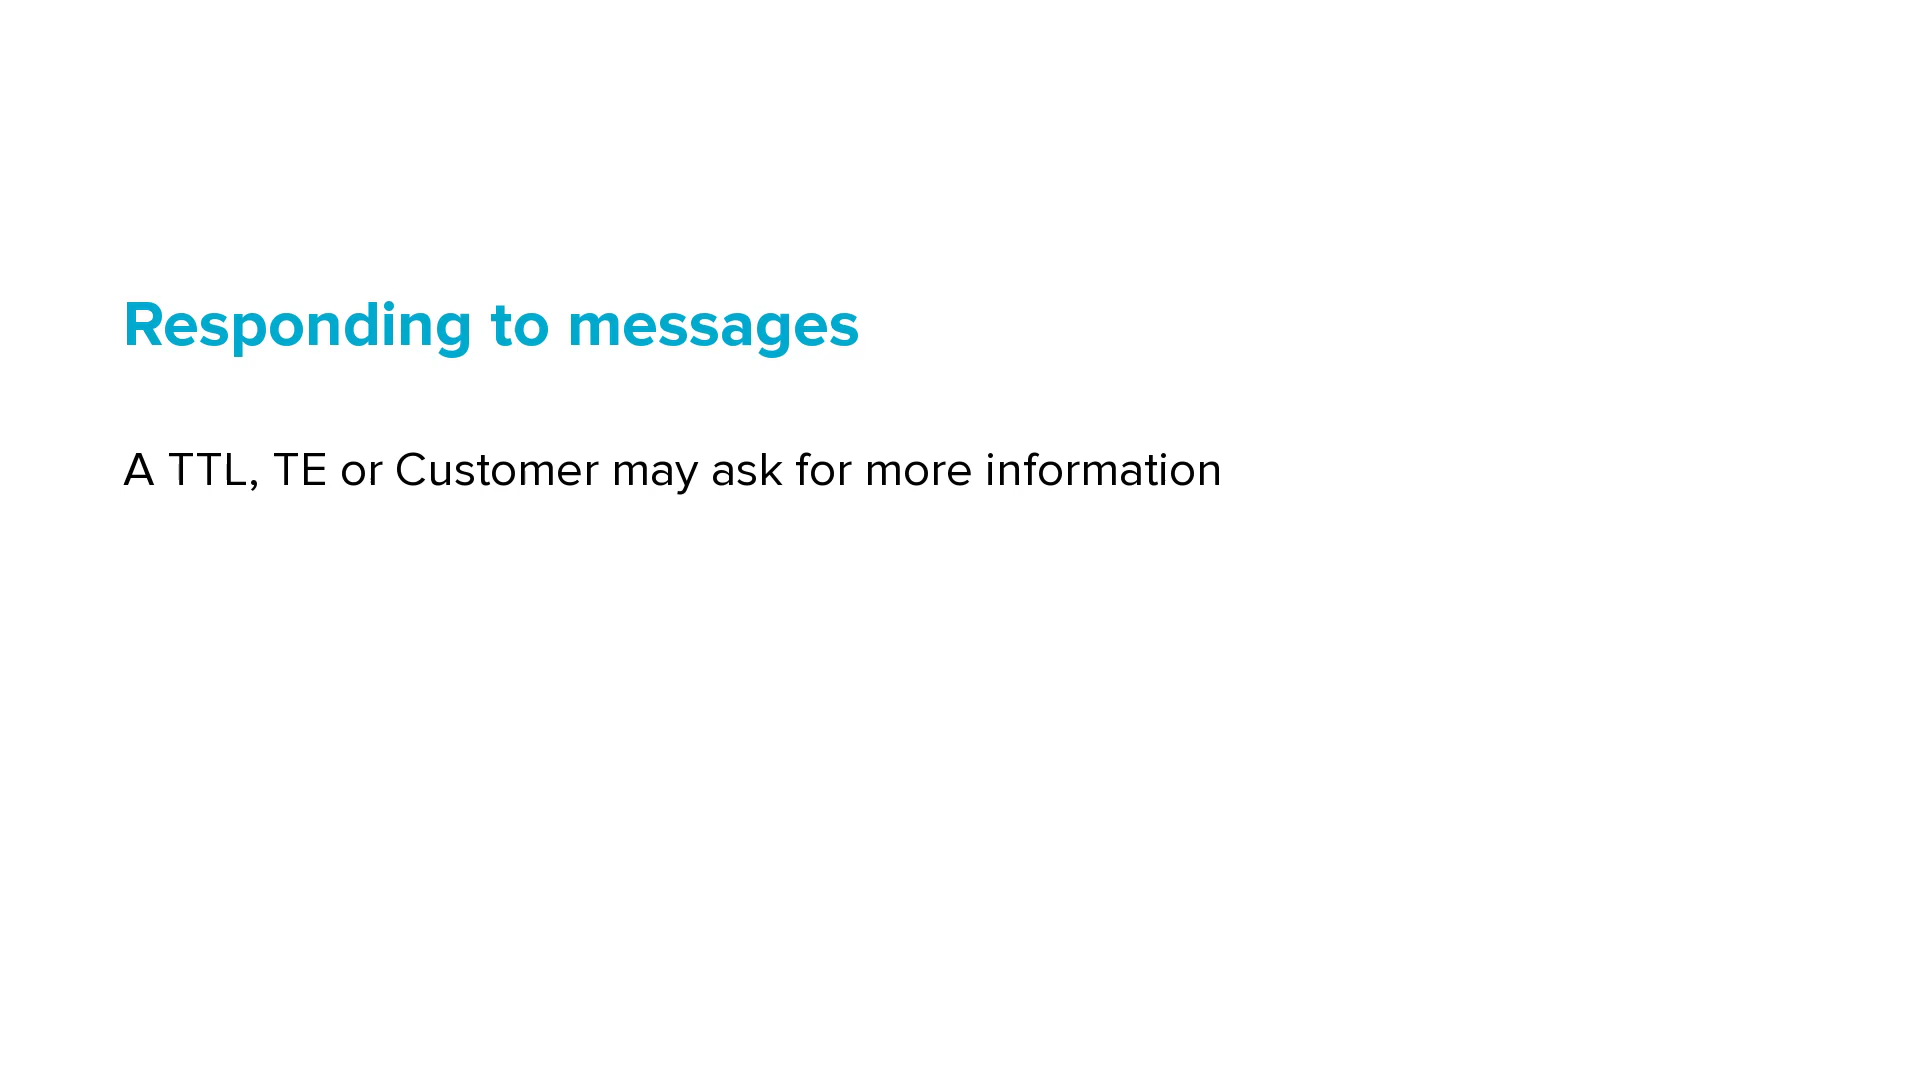 Responding to messages
A TTL, TE or Customer may ask for more information